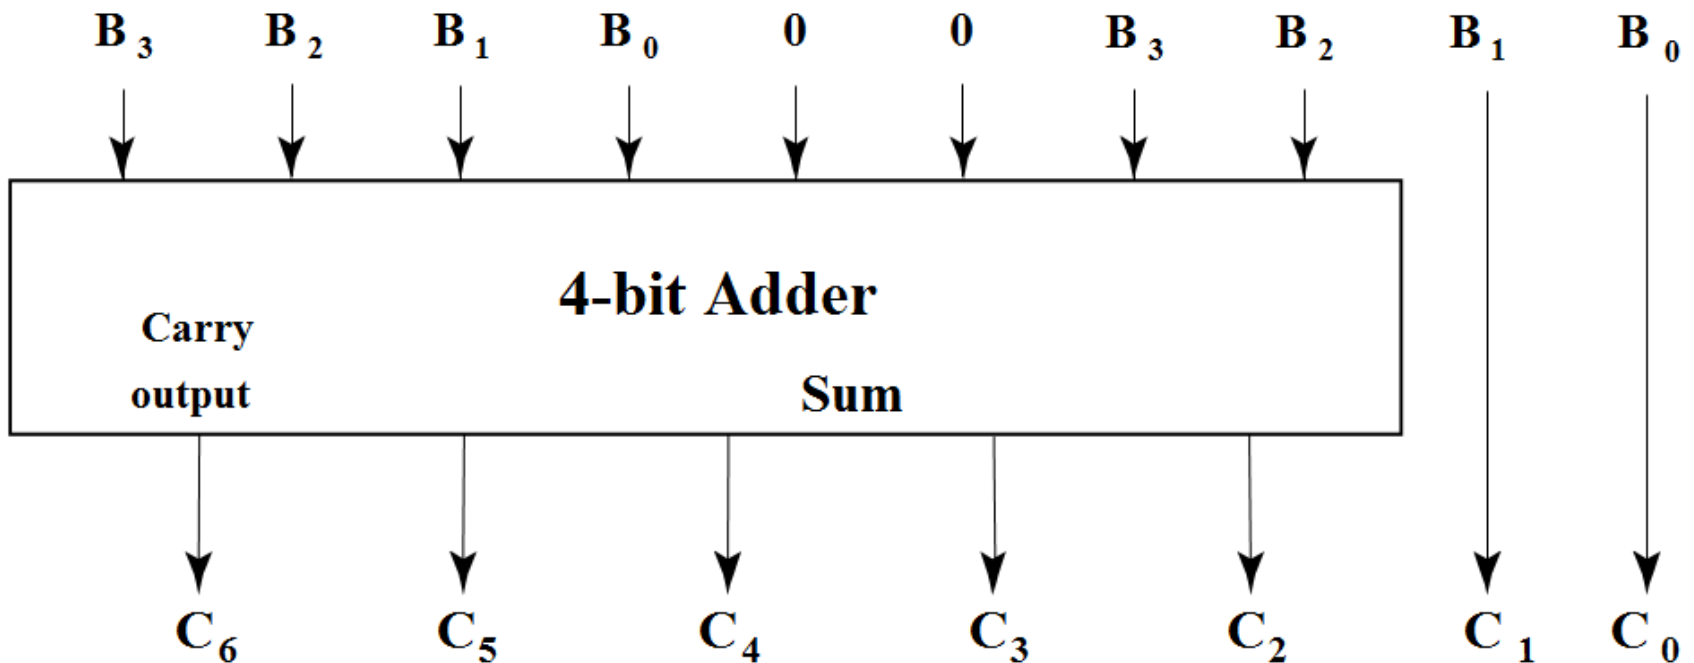 B₃ B₂ B₁ B₀ 0 0 B₃ B₂ B₁ B₀
4-bit Adder
Carry
output
Sum
C₆ C₅ C₄ C₃ C₂ C₁ C₀